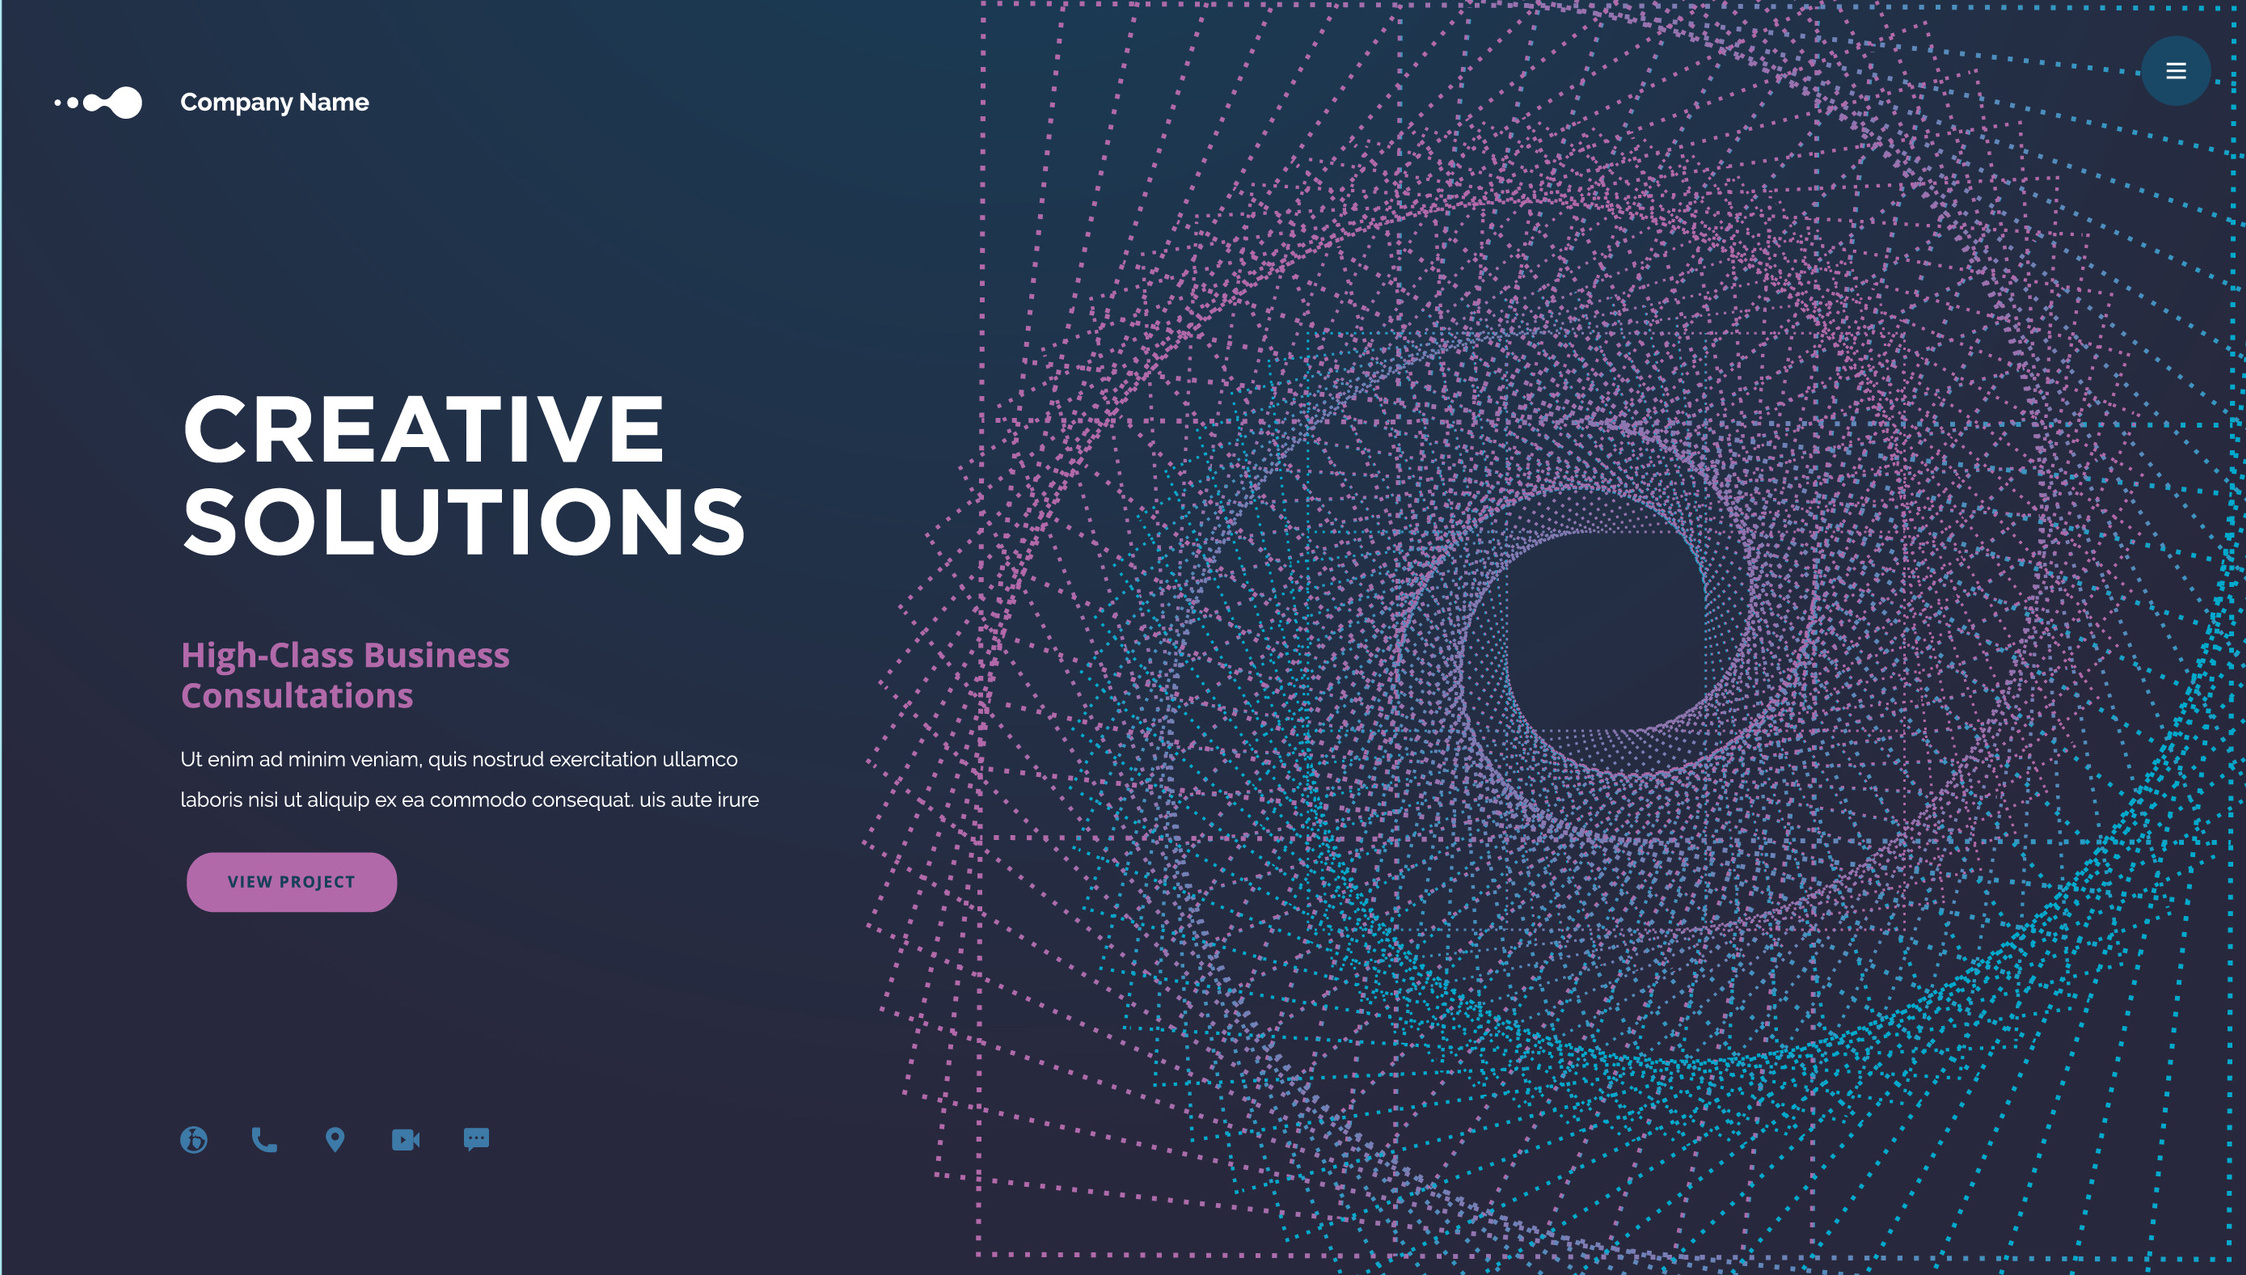 Company Name
CREATIVE
SOLUTIONS
High-Class Business
Consultations
Ut enim ad minim veniam, quis nostrud exercitation ullamco
laboris nisi ut aliquip ex ea commodo consequat. uis aute irure
VIEW PROJECT